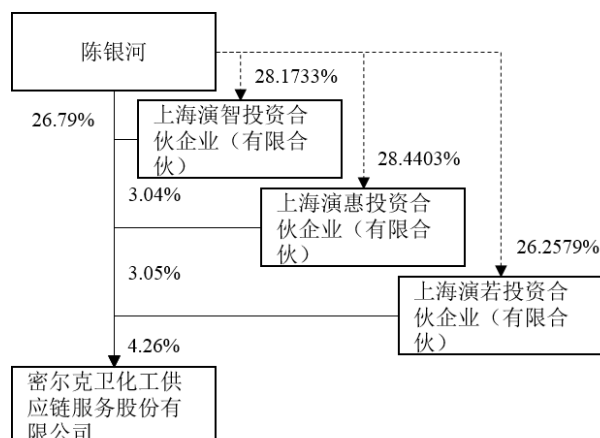 陈银河
28.1733%
26.79%
上海演智投资合
伙企业（有限合
伙）
28.4403%
3.04%
上海演惠投资合
伙企业（有限合
伙）
26.2579%
3.05%
上海演若投资合
伙企业（有限合
伙）
4.26%
密尔克卫化工供
应链服务股份有
限公司